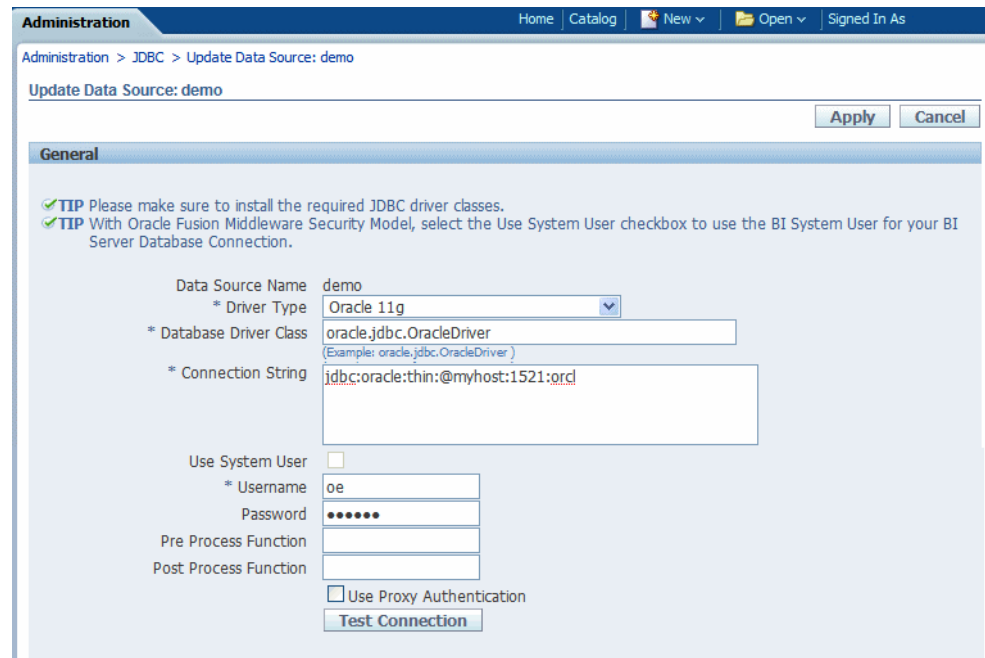 Administration
Home Catalog New Open Signed In As
Administration > JDBC > Update Data Source: demo
Update Data Source: demo
Apply Cancel
General
TIP Please make sure to install the required JDBC driver classes.
TIP With Oracle Fusion Middleware Security Model, select the Use System User checkbox to use the BI System User for your BI
Server Database Connection.
Data Source Name demo
* Driver Type Oracle 11g
* Database Driver Class oracle.jdbc.OracleDriver
(Example: oracle.jdbc.OracleDriver )
* Connection String jdbc:oracle:thin:@myhost:1521:orcl
Use System User
* Username oe
Password ••••••
Pre Process Function
Post Process Function
Use Proxy Authentication
Test Connection